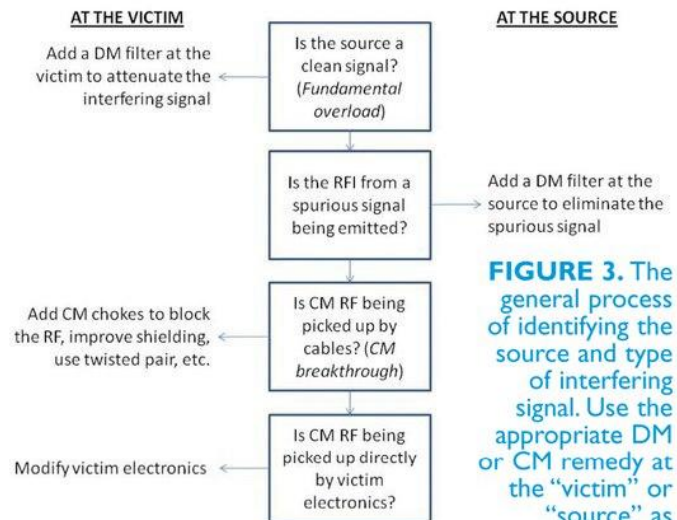 AT THE VICTIM
AT THE SOURCE
Add a DM filter at the
victim to attenuate the
interfering signal
Is the source a
clean signal?
(Fundamental
overload)
Is the RFI from a
spurious signal
being emitted?
Add a DM filter at the
source to eliminate the
spurious signal
Add CM chokes to block
the RF, improve shielding,
use twisted pair, etc.
Is CM RF being
picked up by
cables? (CM
breakthrough)
Modify victim electronics
Is CM RF being
picked up directly
by victim
electronics?
FIGURE 3. The
general process
of identifying the
source and type
of interfering
signal. Use the
appropriate DM
or CM remedy at
the “victim” or
“source” as